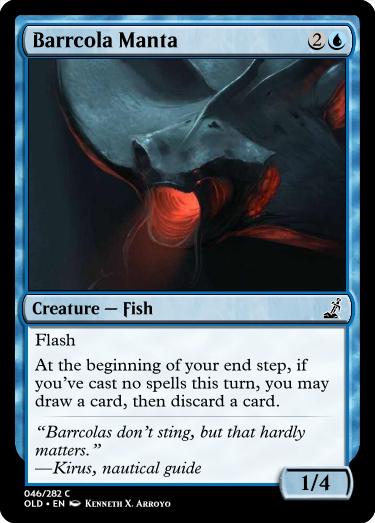 Barrcola Manta 2
Creature — Fish
Flash
At the beginning of your end step, if
you've cast no spells this turn, you may
draw a card, then discard a card.
"Barrcolas don't sting, but that hardly
matters."
—Kirus, nautical guide
1/4
046/282 C
OLD • EN Kenneth X. Arroyo